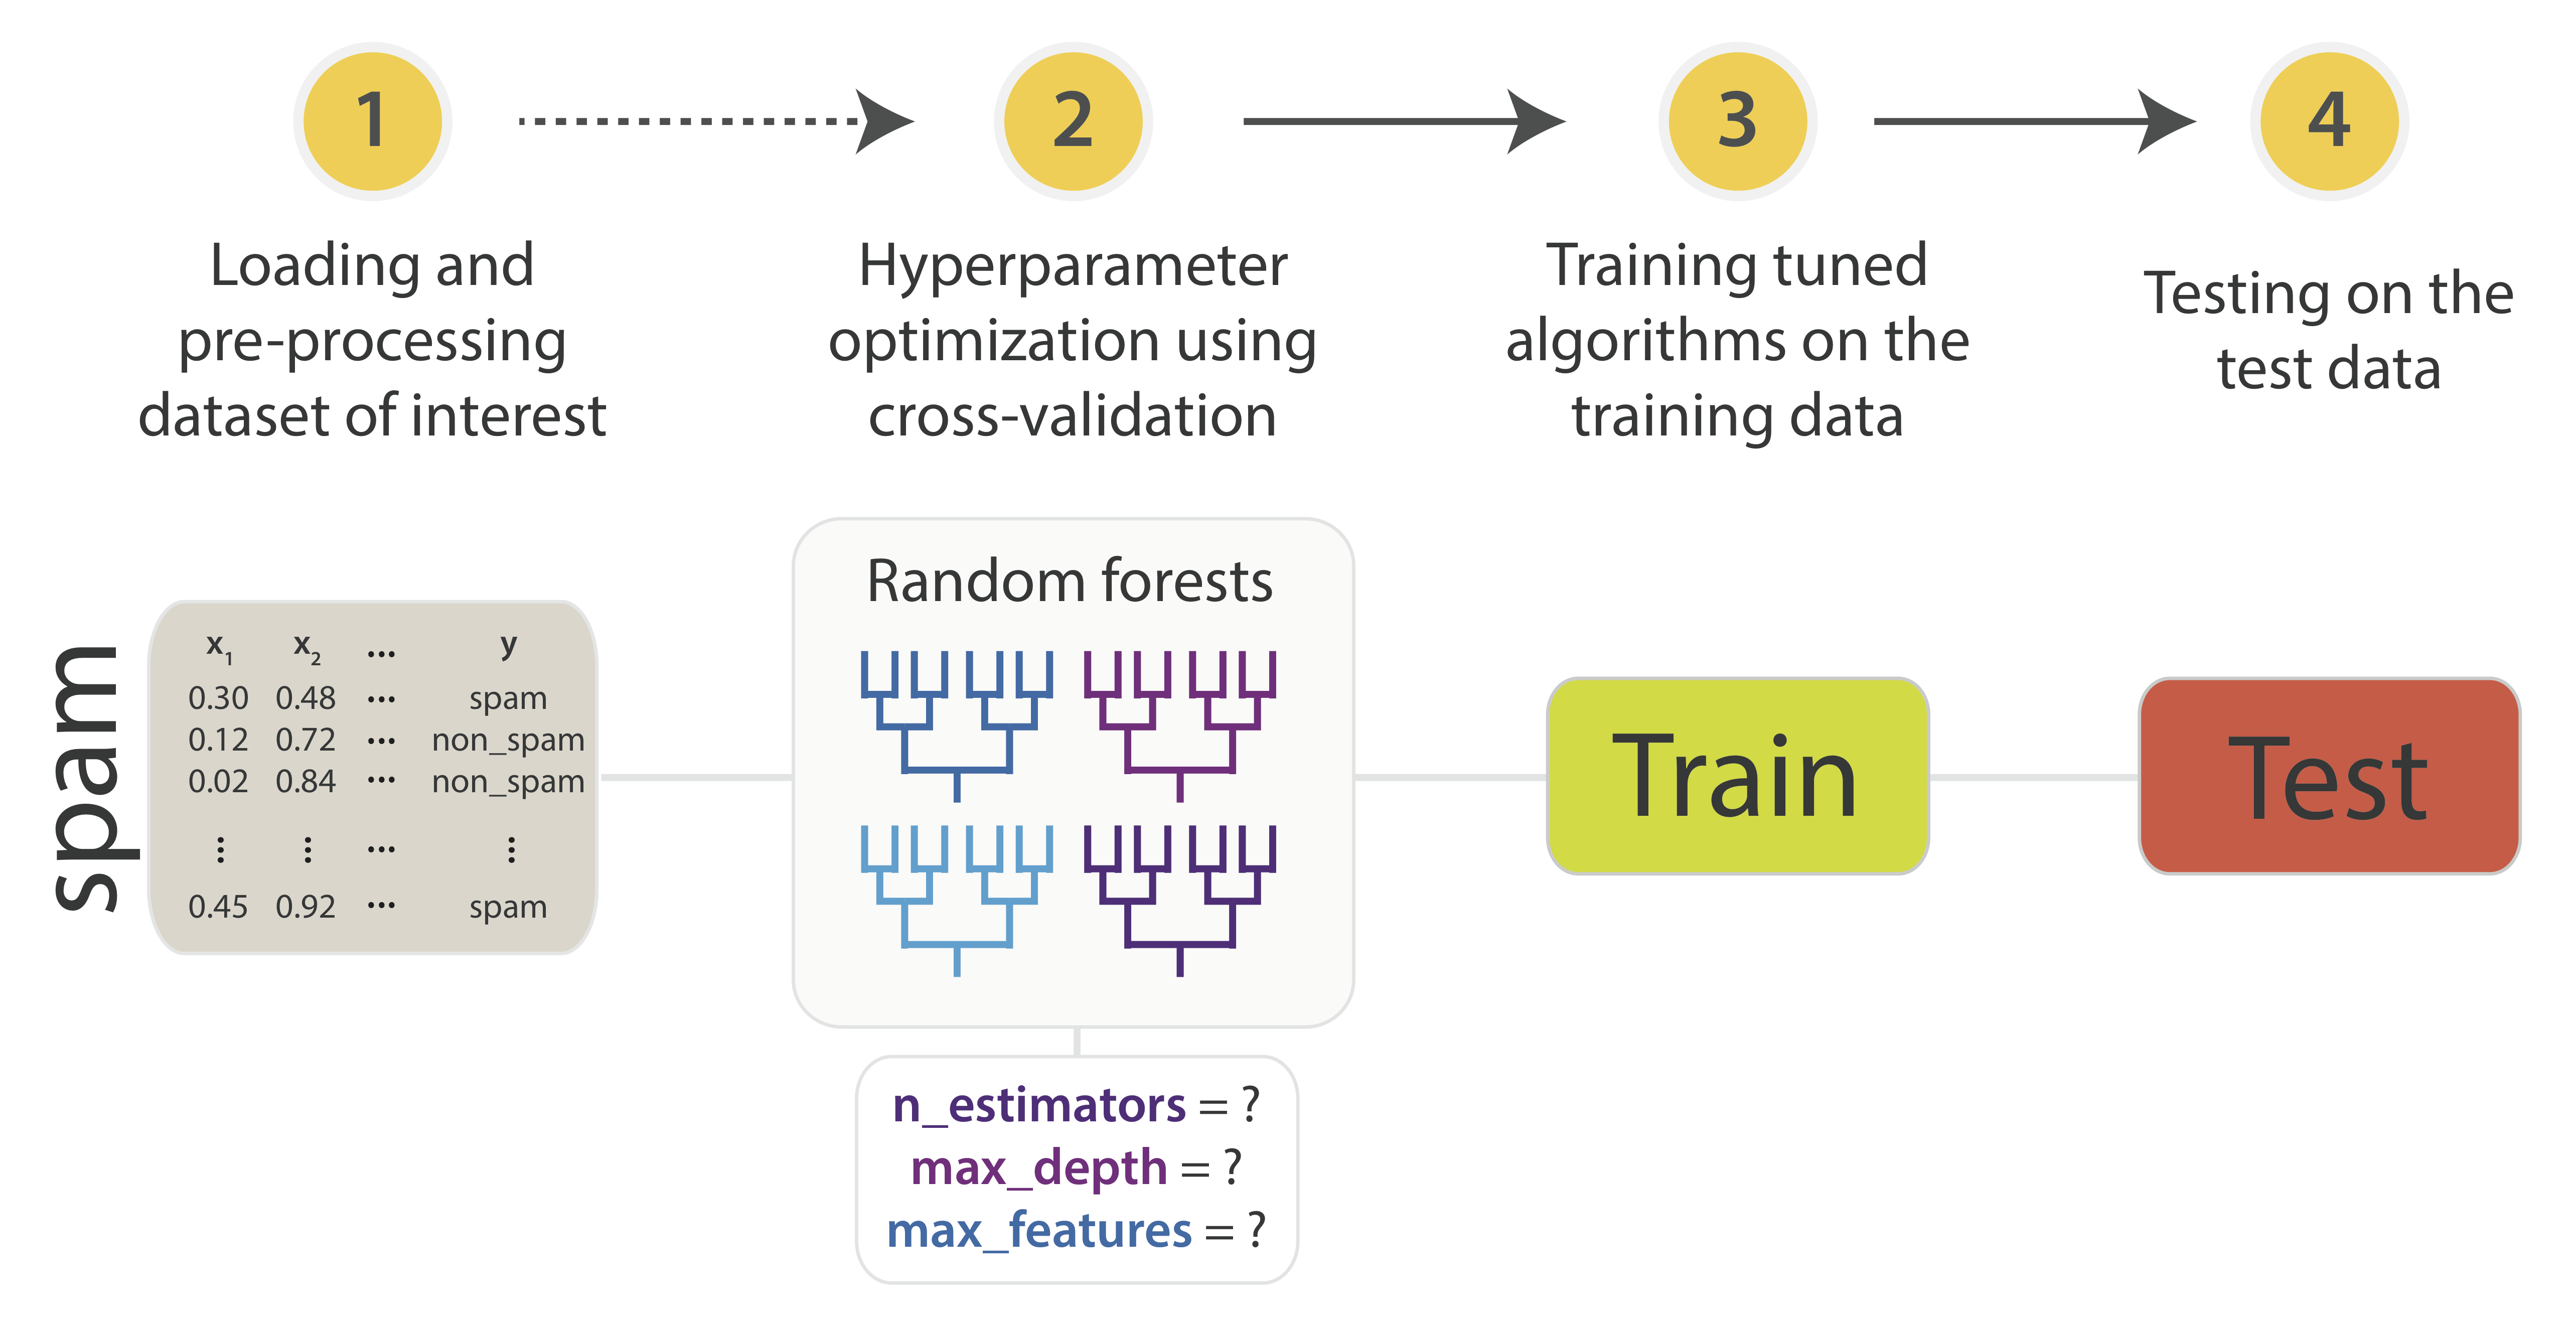 1
2
3
4
Loading and
pre-processing
dataset of interest
Hyperparameter
optimization using
cross-validation
Training tuned
algorithms on the
training data
Testing on the
test data
spam
x₁ x₂ ... y
0.30 0.48 ... spam
0.12 0.72 ... non_spam
0.02 0.84 ... non_spam
⋮ ⋮ ... ⋮
0.45 0.92 ... spam
Random forests
n_estimators = ?
max_depth = ?
max_features = ?
Train
Test